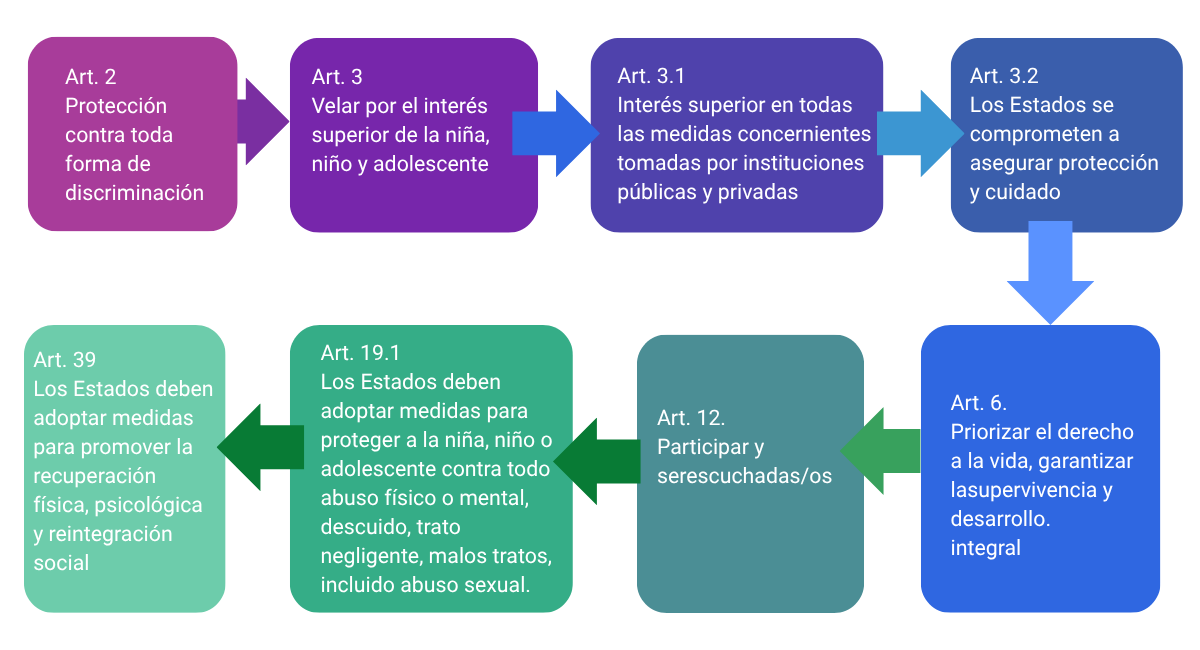 Art. 2
Protección
contra toda
forma de
discriminación
Art. 3
Velar por el interés
superior de la niña,
niño y adolescente
Art. 3.1
Interés superior en todas
las medidas concernientes
tomadas por instituciones
públicas y privadas
Art. 3.2
Los Estados se
comprometen a
asegurar protección
y cuidado
Art. 6.
Priorizar el derecho
a la vida, garantizar
lasupervivencia y
desarrollo.
integral
Art. 12.
Participar y
serescuchadas/os
Art. 19.1
Los Estados deben
adoptar medidas para
proteger a la niña, niño o
adolescente contra todo
abuso físico o mental,
descuido, trato
negligente, malos tratos,
incluido abuso sexual.
Art. 39
Los Estados deben
adoptar medidas
para promover la
recuperación
física, psicológica
y reintegración
social